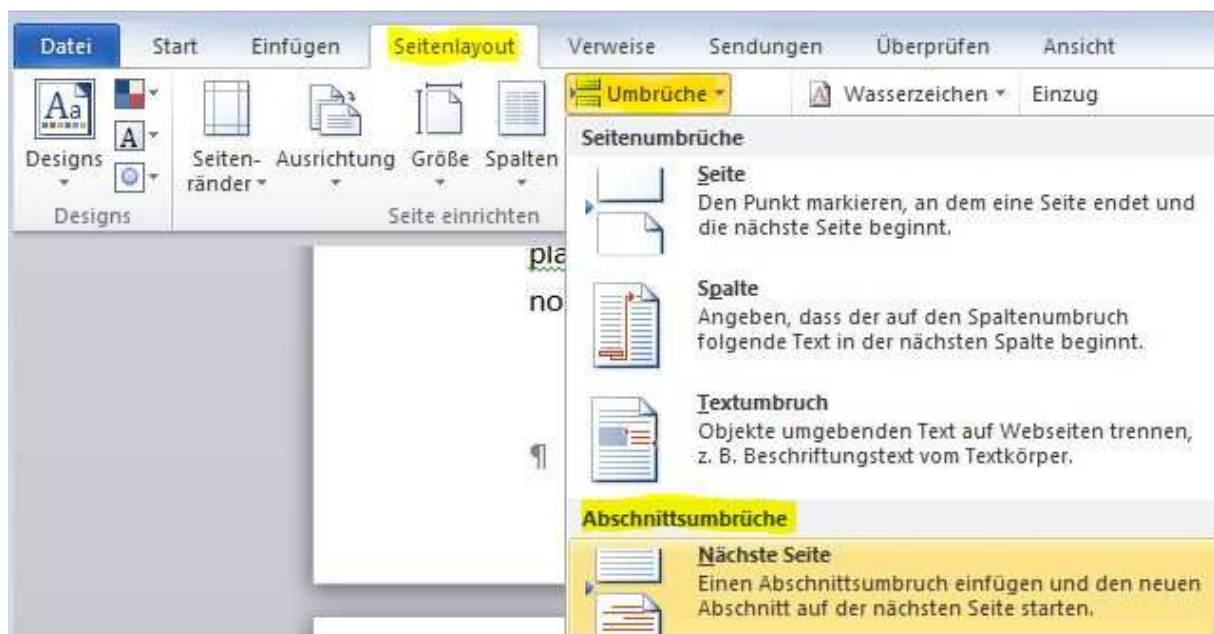 Datei Start Einfügen Seitenlayout Verweise Sendungen Überprüfen Ansicht
Umbrüche Wasserzeichen Einzug
Aa
A
Designs Seiten- Ausrichtung Größe Spalten
ränder
Designs Seite einrichten
Seitenumbrüche
Seite
Den Punkt markieren, an dem eine Seite endet und
die nächste Seite beginnt.
Spalte
Angeben, dass der auf den Spaltenumbruch
folgende Text in der nächsten Spalte beginnt.
Textumbruch
Objekte umgebenden Text auf Webseiten trennen,
z. B. Beschriftungstext vom Textkörper.
Abschnittsumbrüche
Nächste Seite
Einen Abschnittsumbruch einfügen und den neuen
Abschnitt auf der nächsten Seite starten.
pla
no
¶